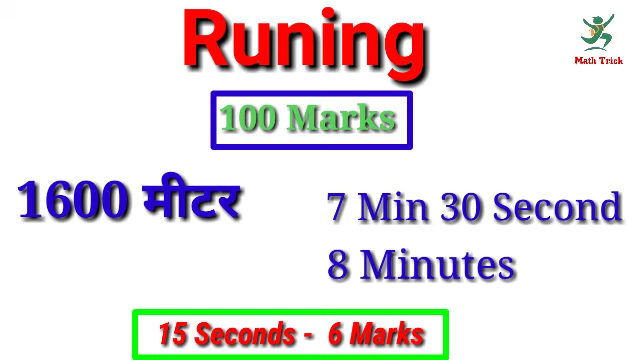 Runing
Math Trick
100 Marks
1600 मीटर
7 Min 30 Second
8 Minutes
15 Seconds - 6 Marks